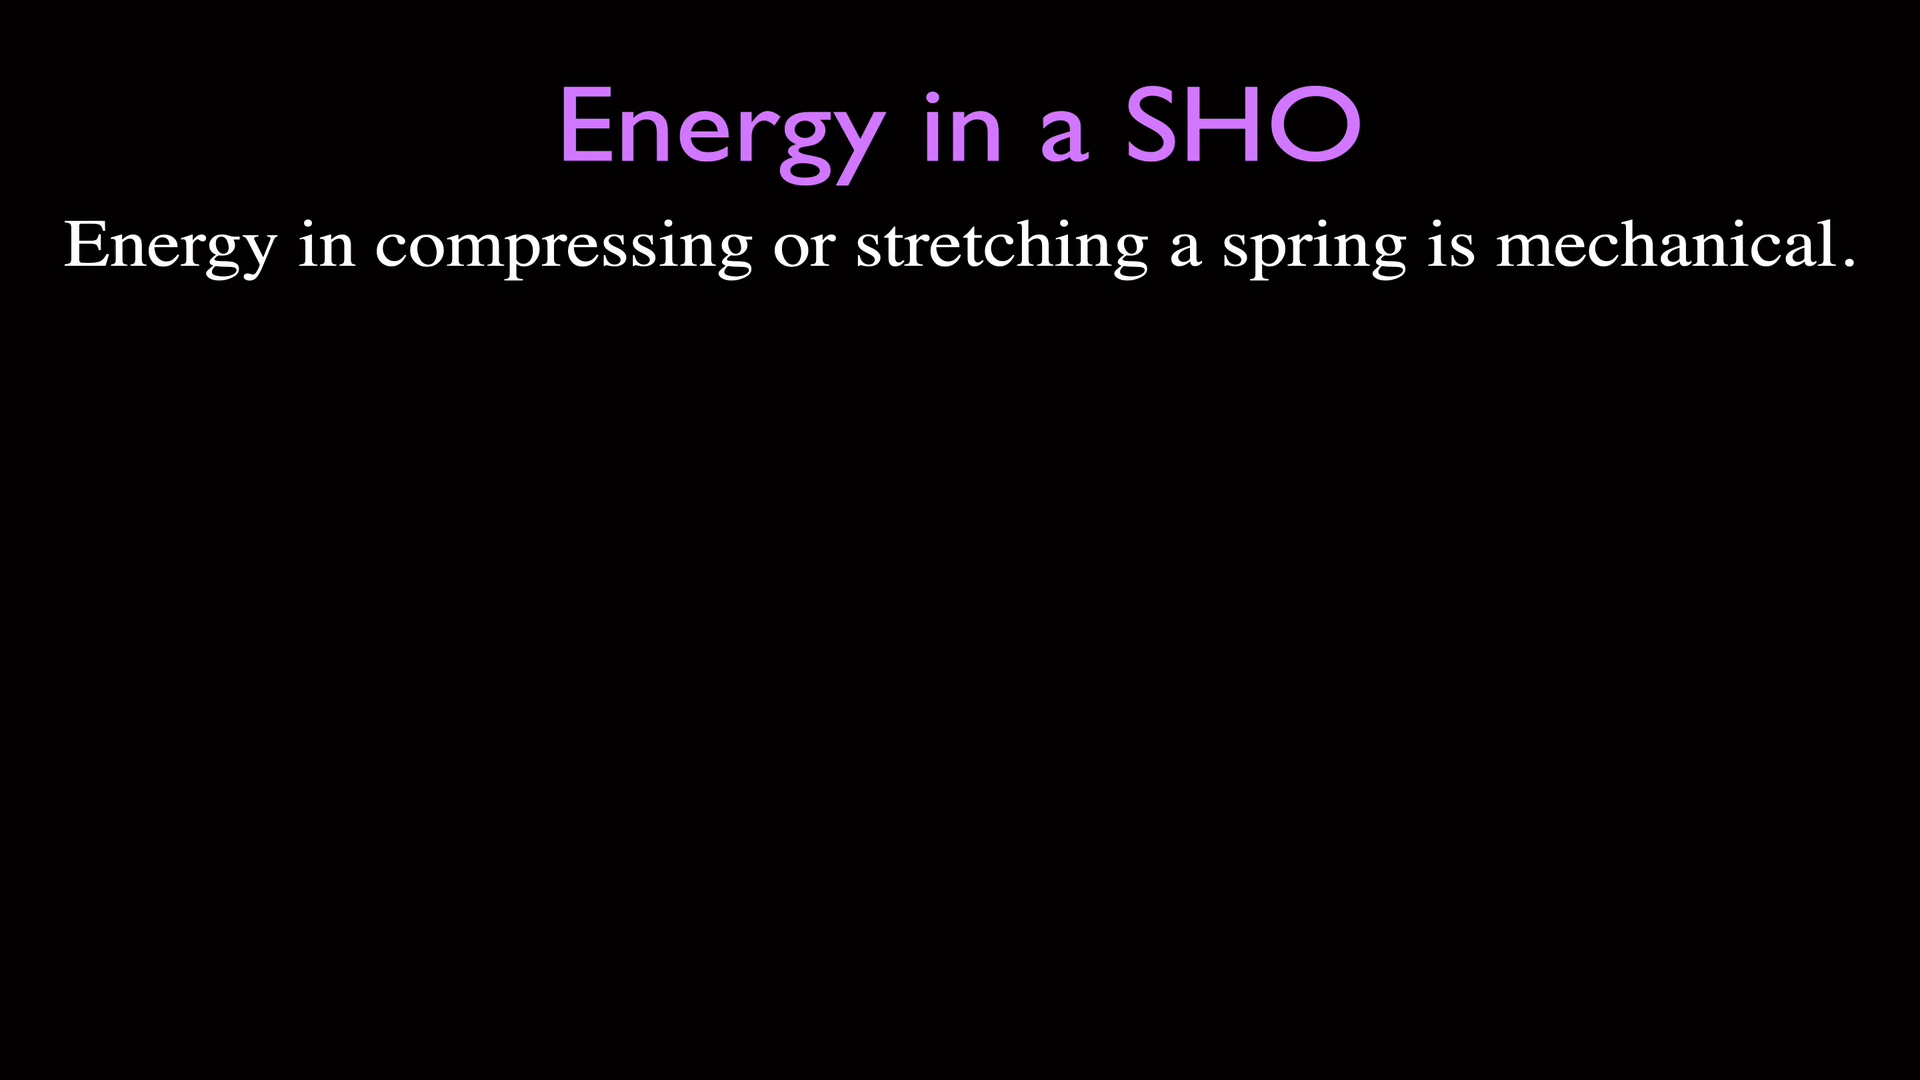 Energy in a SHO
Energy in compressing or stretching a spring is mechanical.